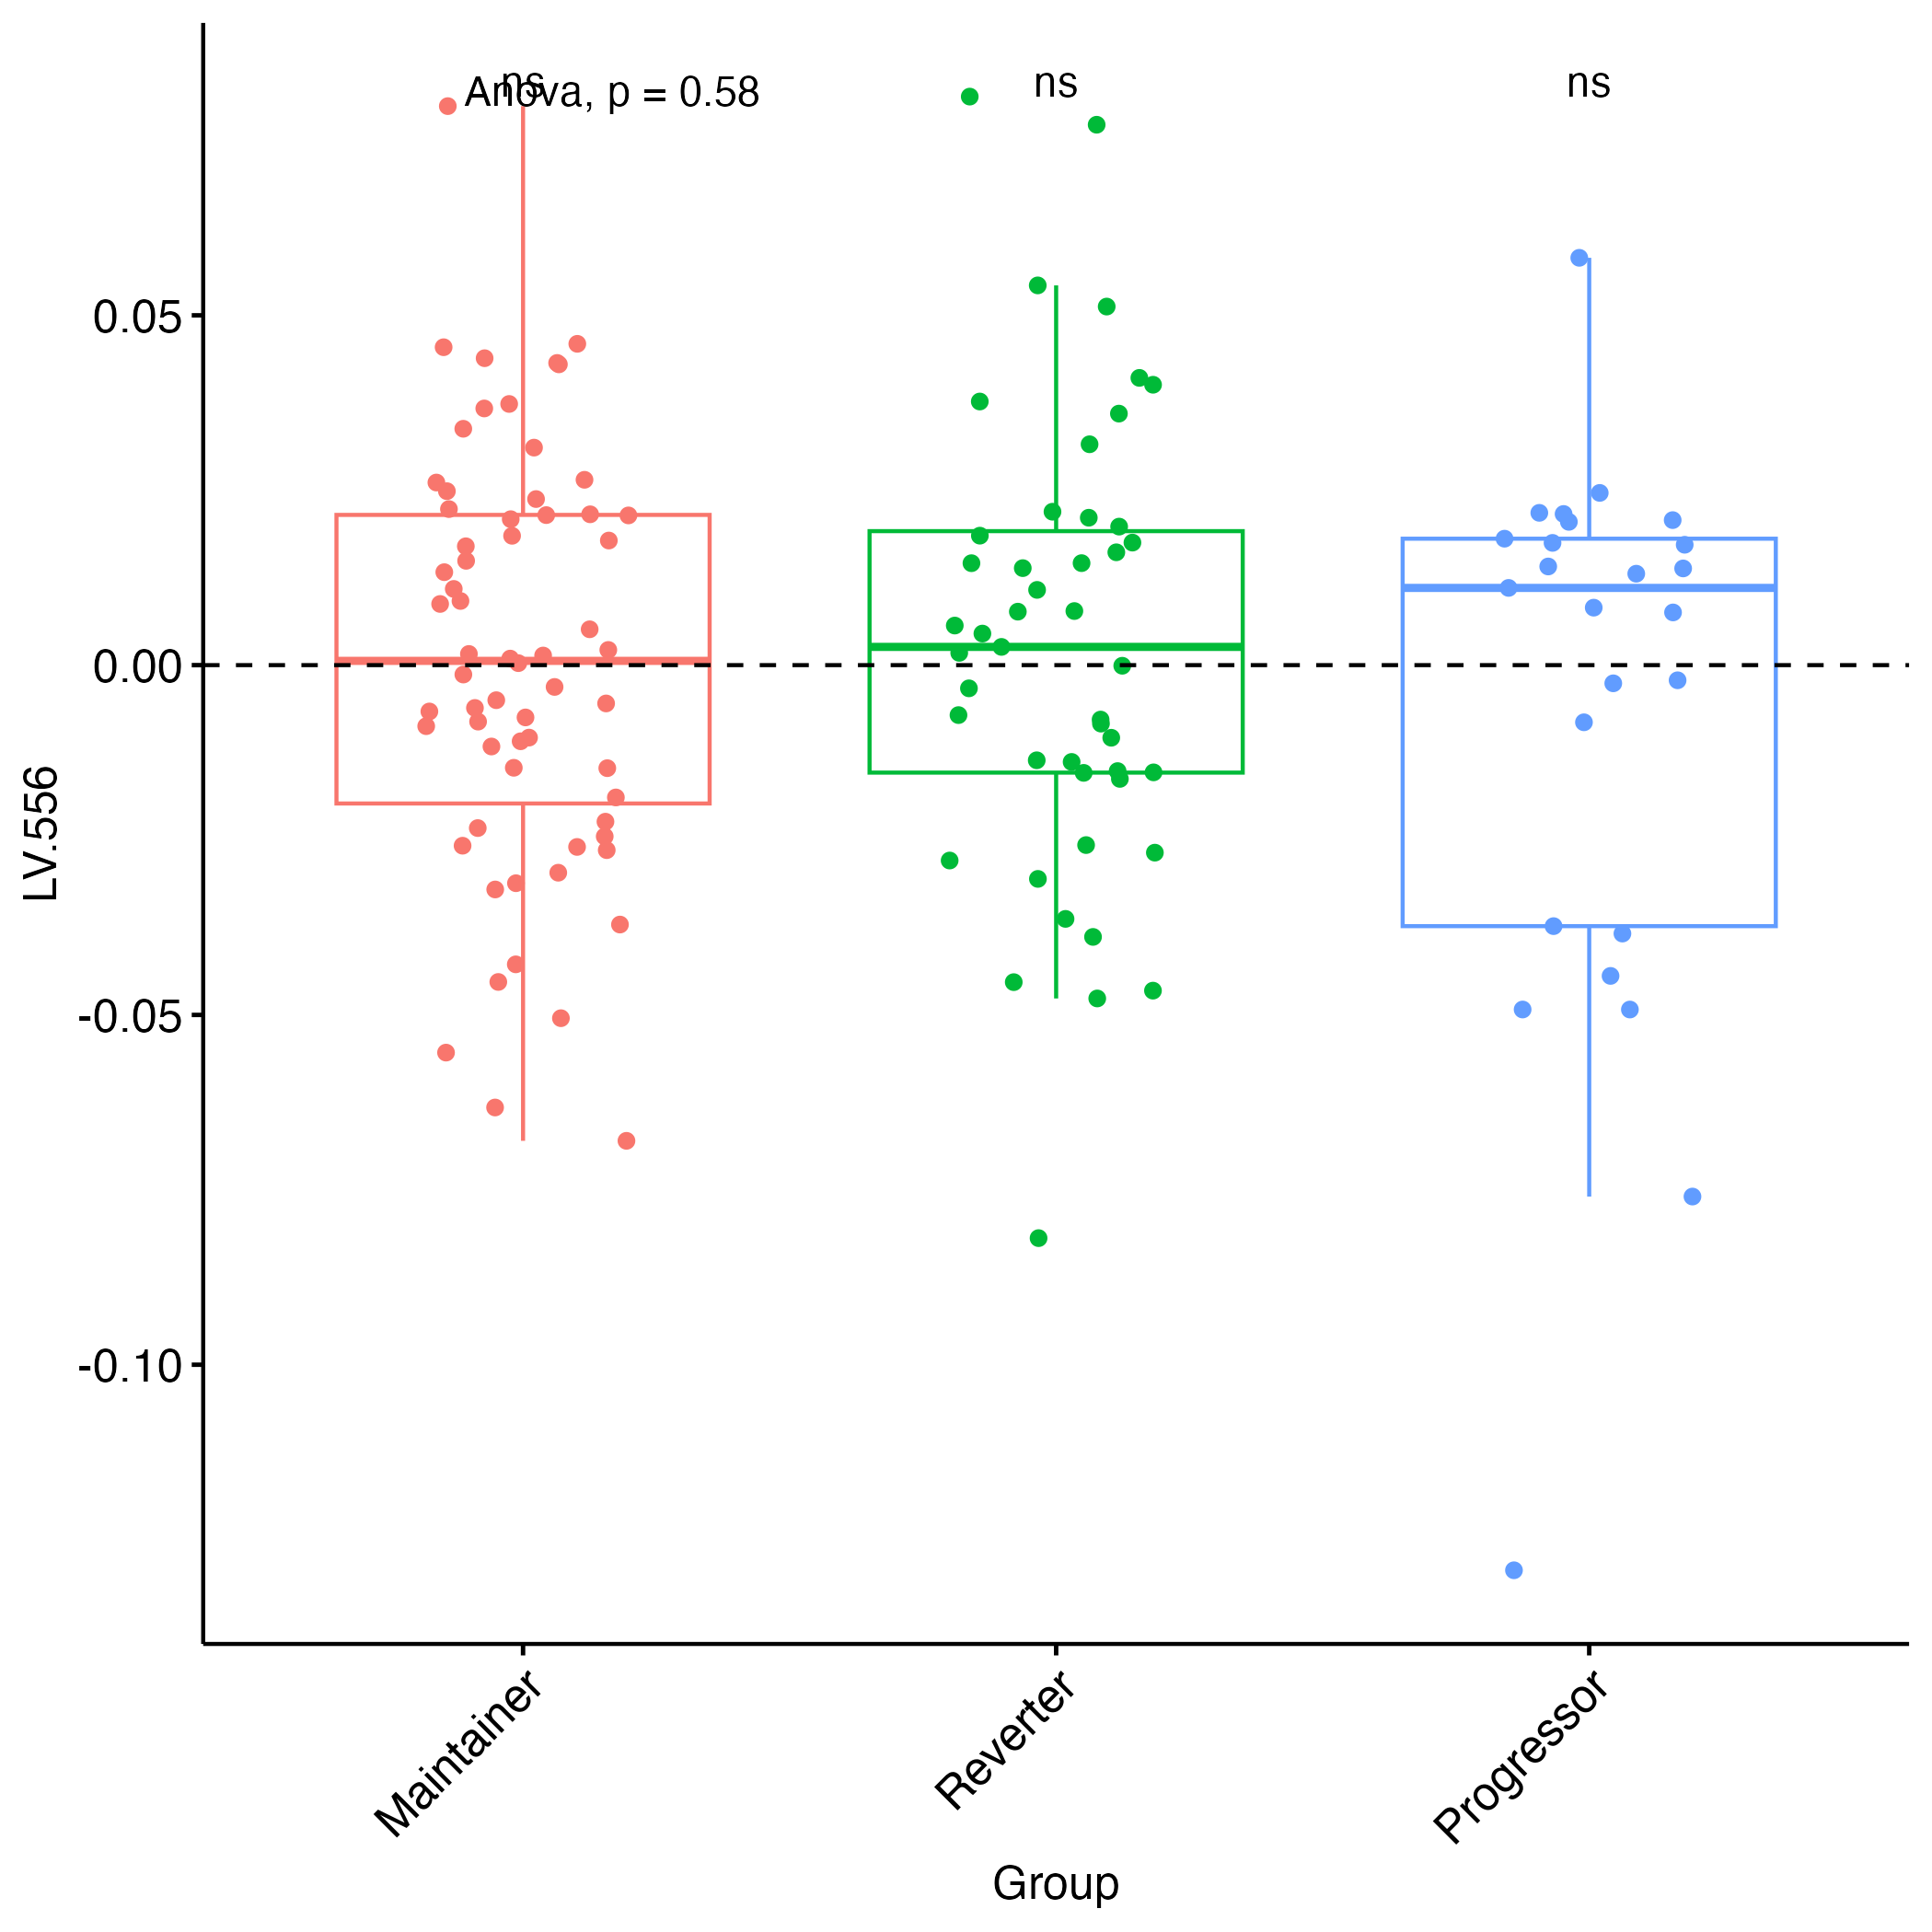 ns
Anova, p = 0.58
ns
ns
0.05
0.00
-0.05
-0.10
LV.556
Maintainer
Reverter
Progressor
Group